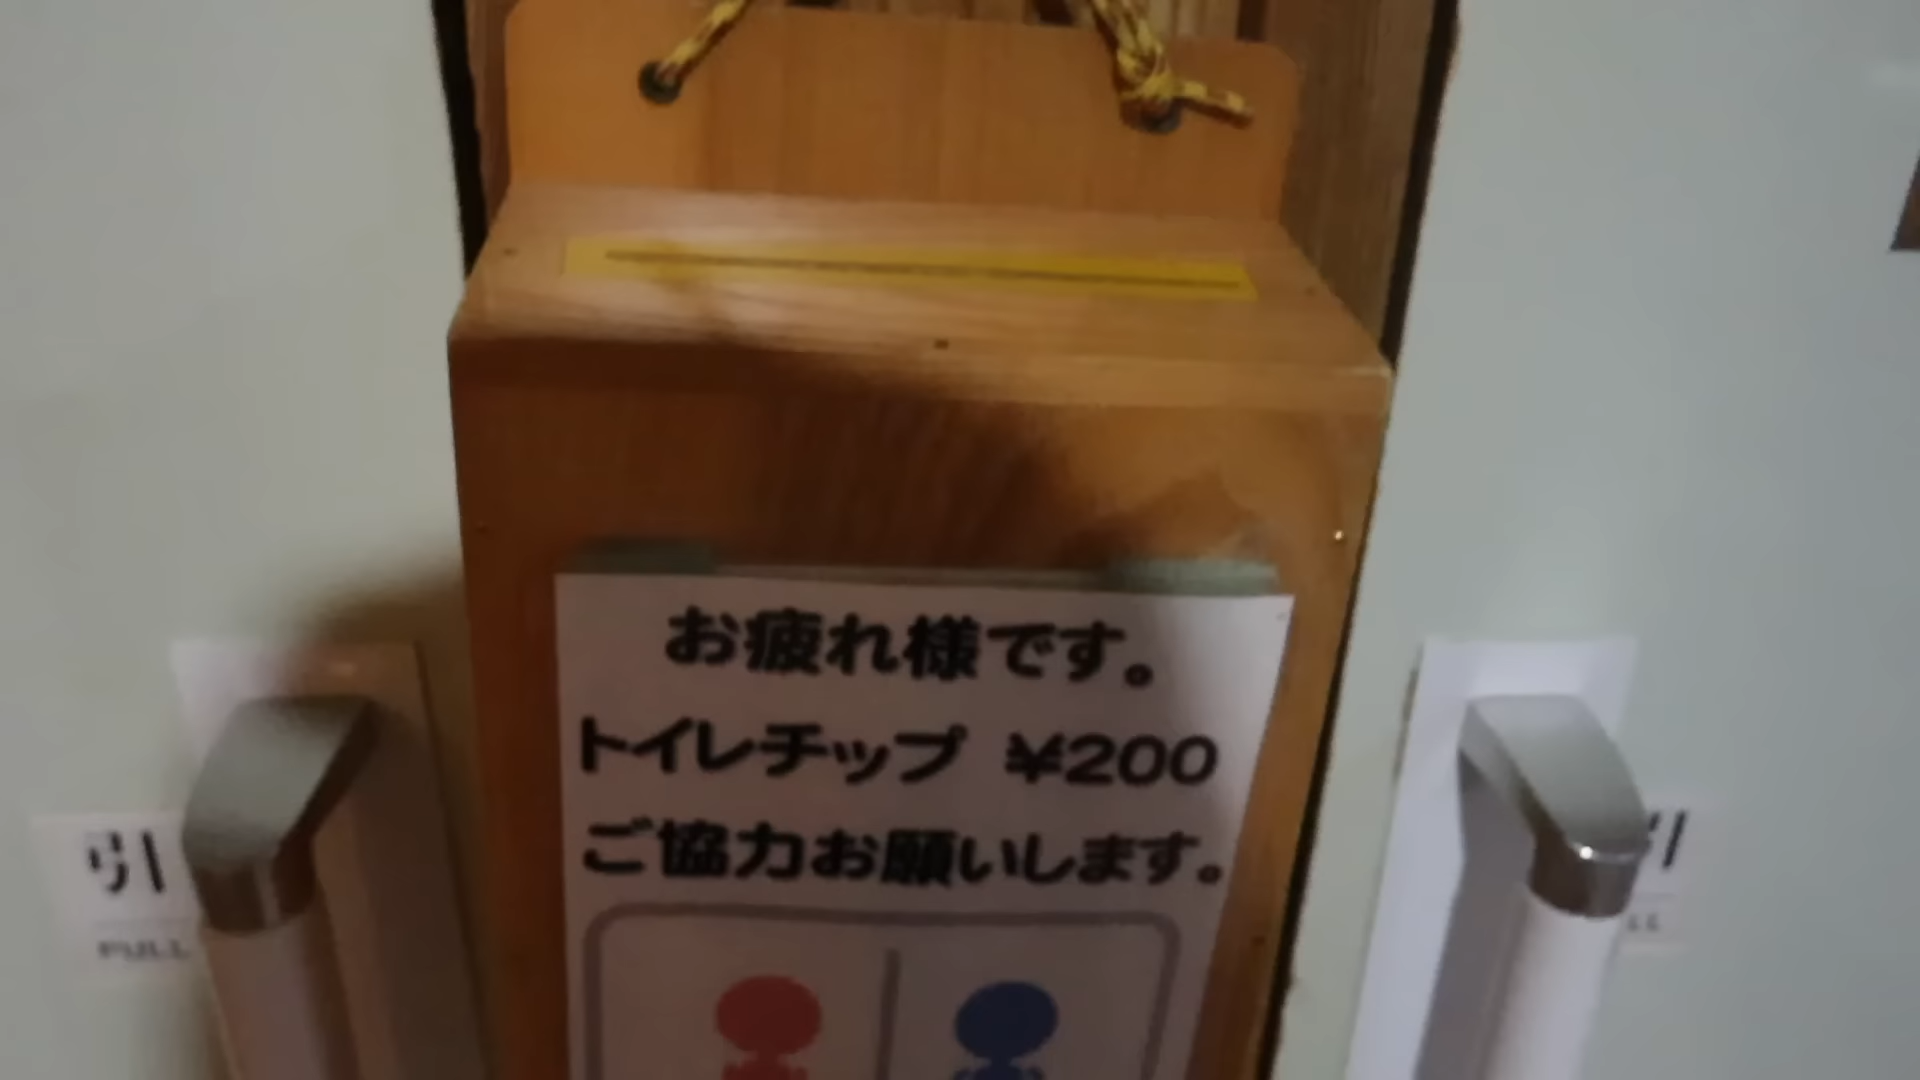 お疲れ様です。
トイレチップ ¥200
ご協力お願いします。
引
PULL
引